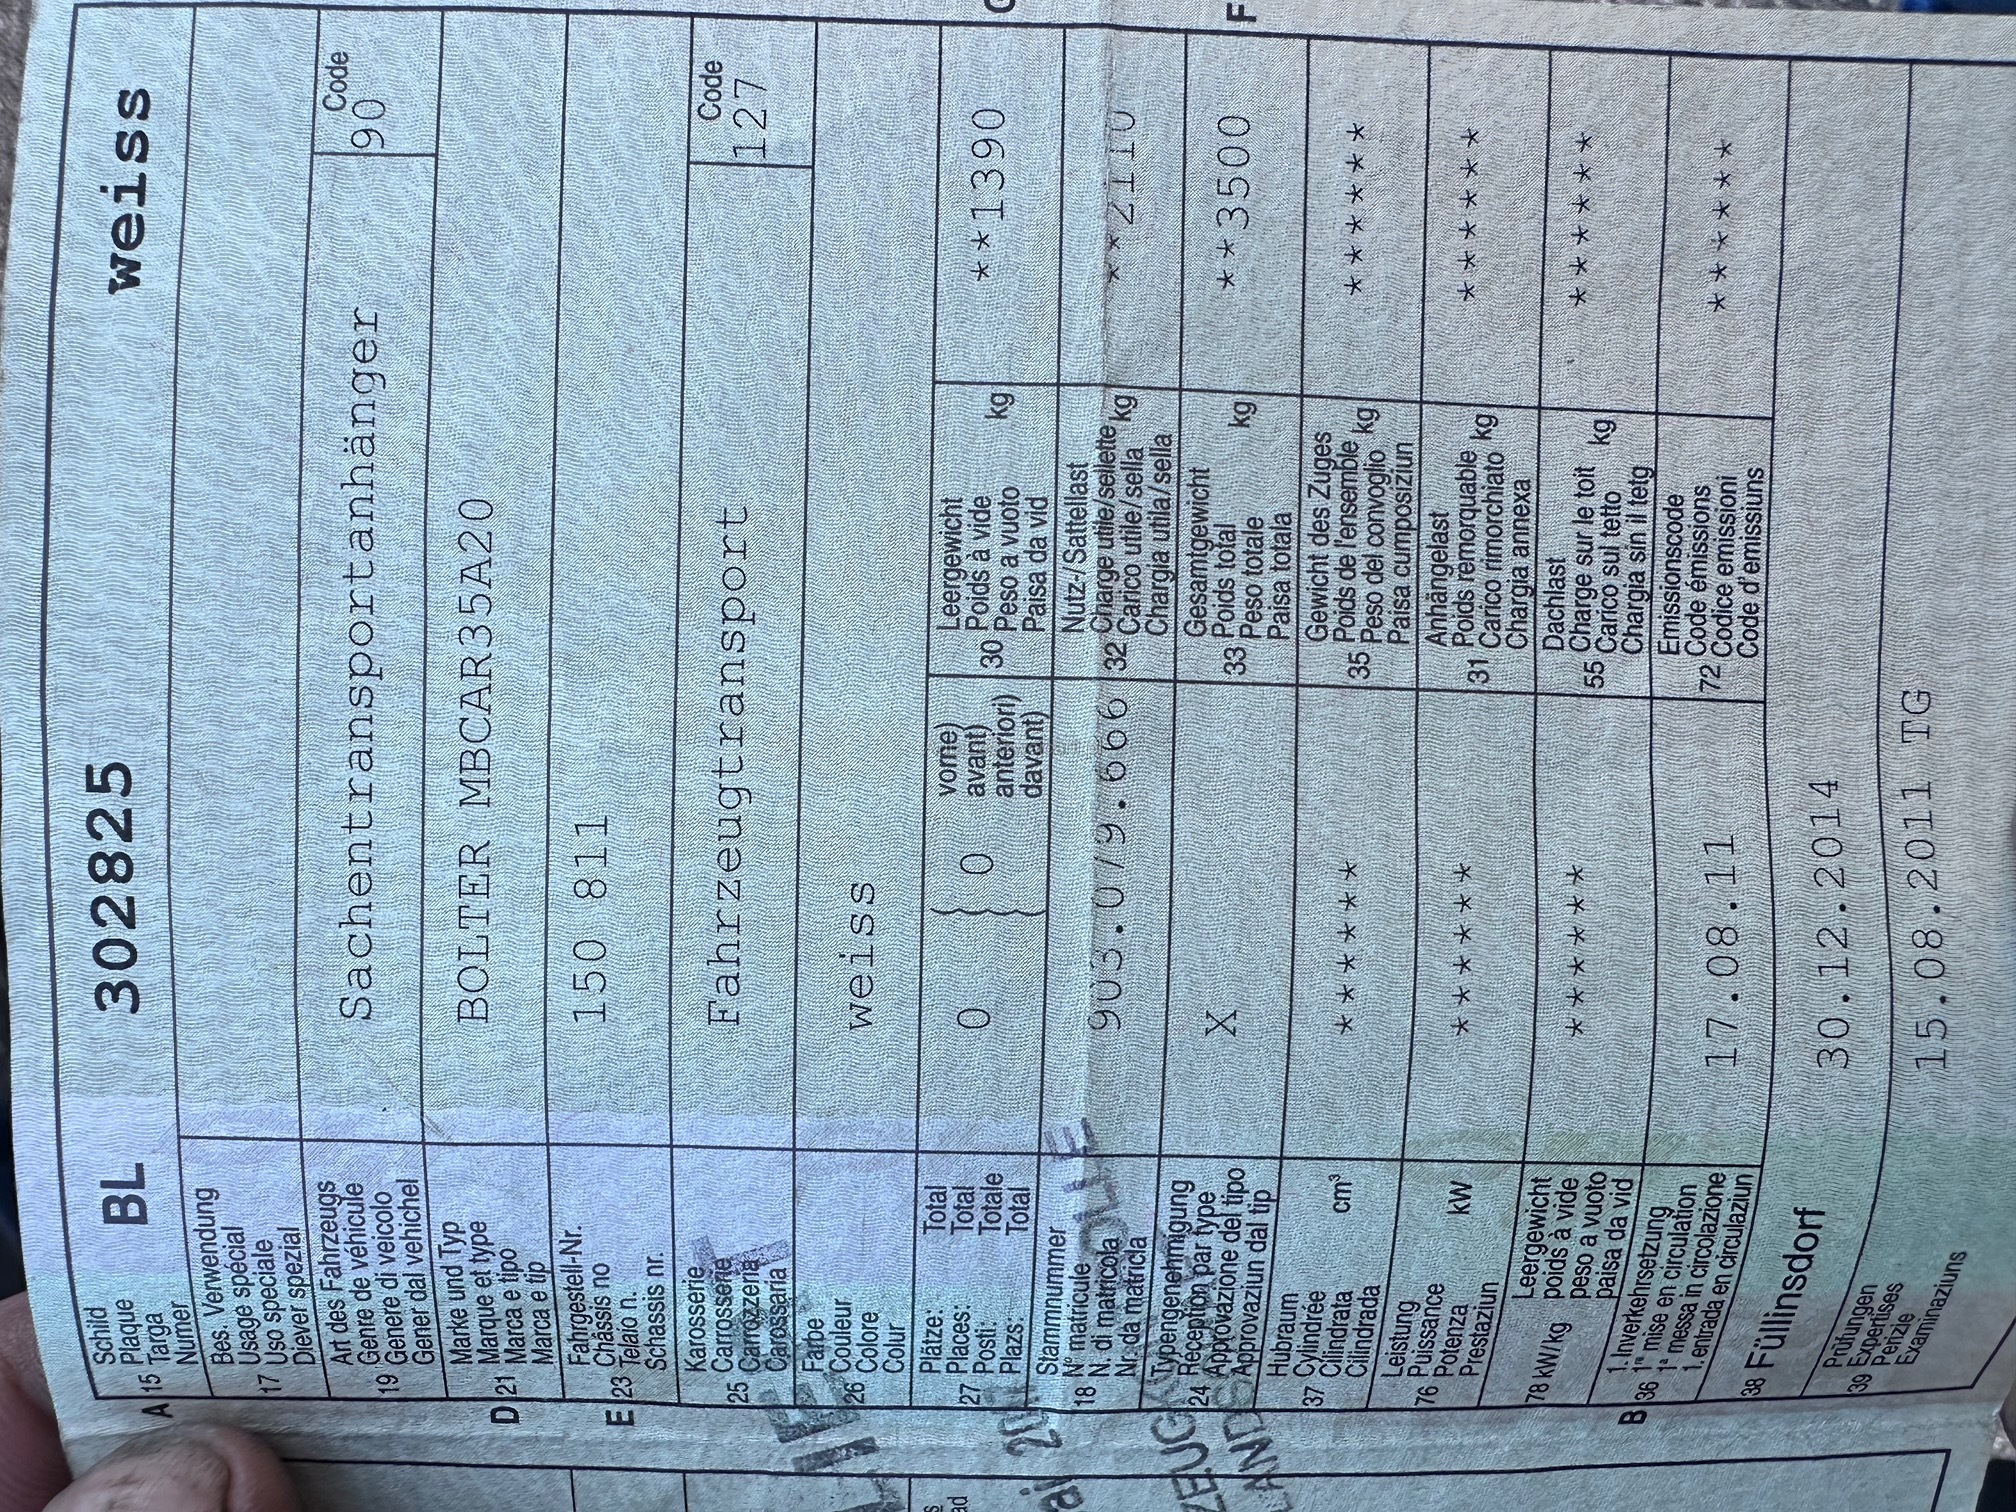 A 15 Schild Plaque Targa Numer BL 302825 weiss
17 Bes. Verwendung Usage spécial Uso speciale Diever spezial
19 Art des Fahrzeugs Genre de véhicule Genere di veicolo Gener dal vehichel Sachentransportanhänger Code 90
D 21 Marke und Typ Marque et type Marca e tipo Marca e tip BOLTER MBCAR35A20
E 23 Fahrgestell-Nr. Châssis no Telaio n. Schassis nr. 150 811
25 Karosserie Carrosserie Carrozzeria Carossaria Fahrzeugtransport Code 127
26 Farbe Couleur Colore Colour weiss
27 Plätze: Places: Posti: Plazs: Total Total Totale Total 0 0 vorne) avant) anteriori) davant)
30 Leergewicht Poids à vide Peso a vuoto Paisa da vid kg **1390
G
18 Stammnummer N° matricule N. di matricola Nr. da matricla 903.079.666
32 Nutz-/Sattellast Charge utile/sellette Carico utile/sella Chargia utila/sella kg **2110
24 Typengenehmigung Réception par type Approvazione del tipo Approvaziun dal tip X
33 Gesamtgewicht Poids total Peso totale Paisa totala kg **3500
F
37 Hubraum Cylindrée Cilindrata Cilindrada cm³ *******
35 Gewicht des Zuges Poids de l'ensemble Peso del convoglio Paisa cumposiziun kg *******
76 Leistung Puissance Potenza Prestaziun kW *******
31 Anhängelast Poids remorquable Carico rimorchiato Chargia annexa kg *******
78 kW/kg Leergewicht poids à vide peso a vuoto paisa da vid *******
55 Dachlast Charge sur le toit Carico sul tetto Chargia sin il tetg kg *******
B 36 1. Inverkehrsetzung 1re mise en circulation 1a messa in circolazione 1. entrada en circulaziun 17.08.11
72 Emissionscode Code émissions Codice emissioni Code d'emissiuns *******
38 Füllinsdorf 30.12.2014
39 Prüfungen Expertises Perizie Examinaziuns 15.08.2011 TG